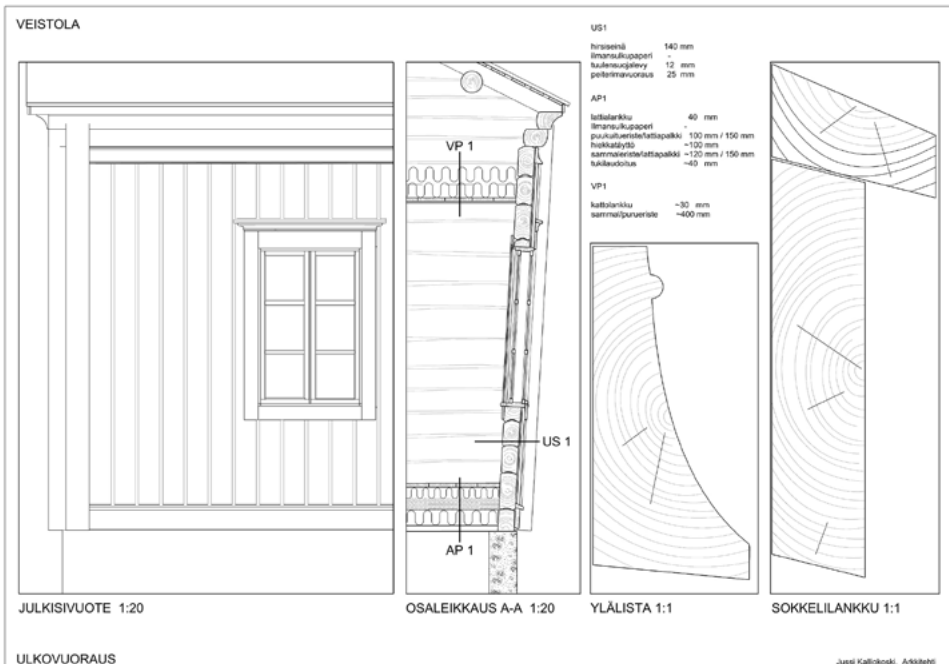 VEISTOLA
US1
hirsiseinä 140 mm
ilmansulkupaperi -
tuulensuojalevy 12 mm
peiterimavuoraus 25 mm
AP1
lattialankku 40 mm
ilmansulkupaperi -
puukuitueriste/lattiapalkki 100 mm / 150 mm
hiekkatäyttö ~100 mm
sammaleriste/lattiapalkki ~120 mm / 150 mm
tukilaudoitus ~40 mm
VP1
kattolankku ~30 mm
sammal/purueriste ~400 mm
VP 1
US 1
AP 1
JULKISIVUOTE 1:20
OSALEIKKAUS A-A 1:20
YLÄLISTA 1:1
SOKKELILANKKU 1:1
ULKOVUORAUS
Jussi Kalliokoski, Arkkitehti,